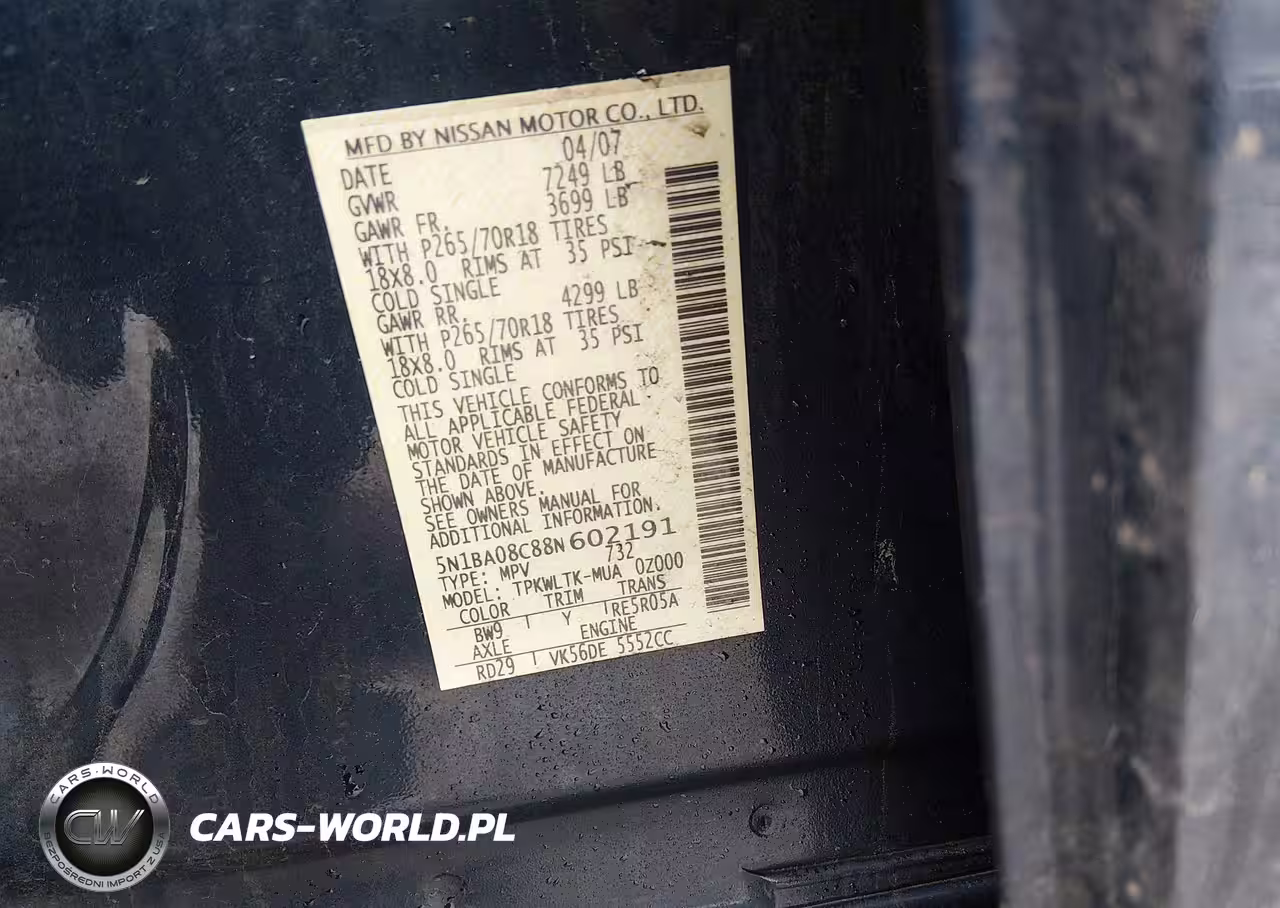 MFD BY NISSAN MOTOR CO., LTD.
DATE 04/07
GVWR 7249 LB
GAWR FR. 3699 LB
WITH P265/70R18 TIRES
18X8.0 RIMS AT 35 PSI
COLD SINGLE
GAWR RR. 4299 LB
WITH P265/70R18 TIRES
18X8.0 RIMS AT 35 PSI
COLD SINGLE
THIS VEHICLE CONFORMS TO
ALL APPLICABLE FEDERAL
MOTOR VEHICLE SAFETY
STANDARDS IN EFFECT ON
THE DATE OF MANUFACTURE
SHOWN ABOVE.
SEE OWNERS MANUAL FOR
ADDITIONAL INFORMATION.
5N1BA08C88N602191
TYPE: MPV 732
MODEL: TPKWLTK-MUA 0Z000
COLOR TRIM TRANS
BW9 Y RE5R05A
AXLE ENGINE
RD29 VK56DE 5552CC
CARS-WORLD
CW
BEZPOŚREDNI IMPORT Z USA
CARS-WORLD.PL